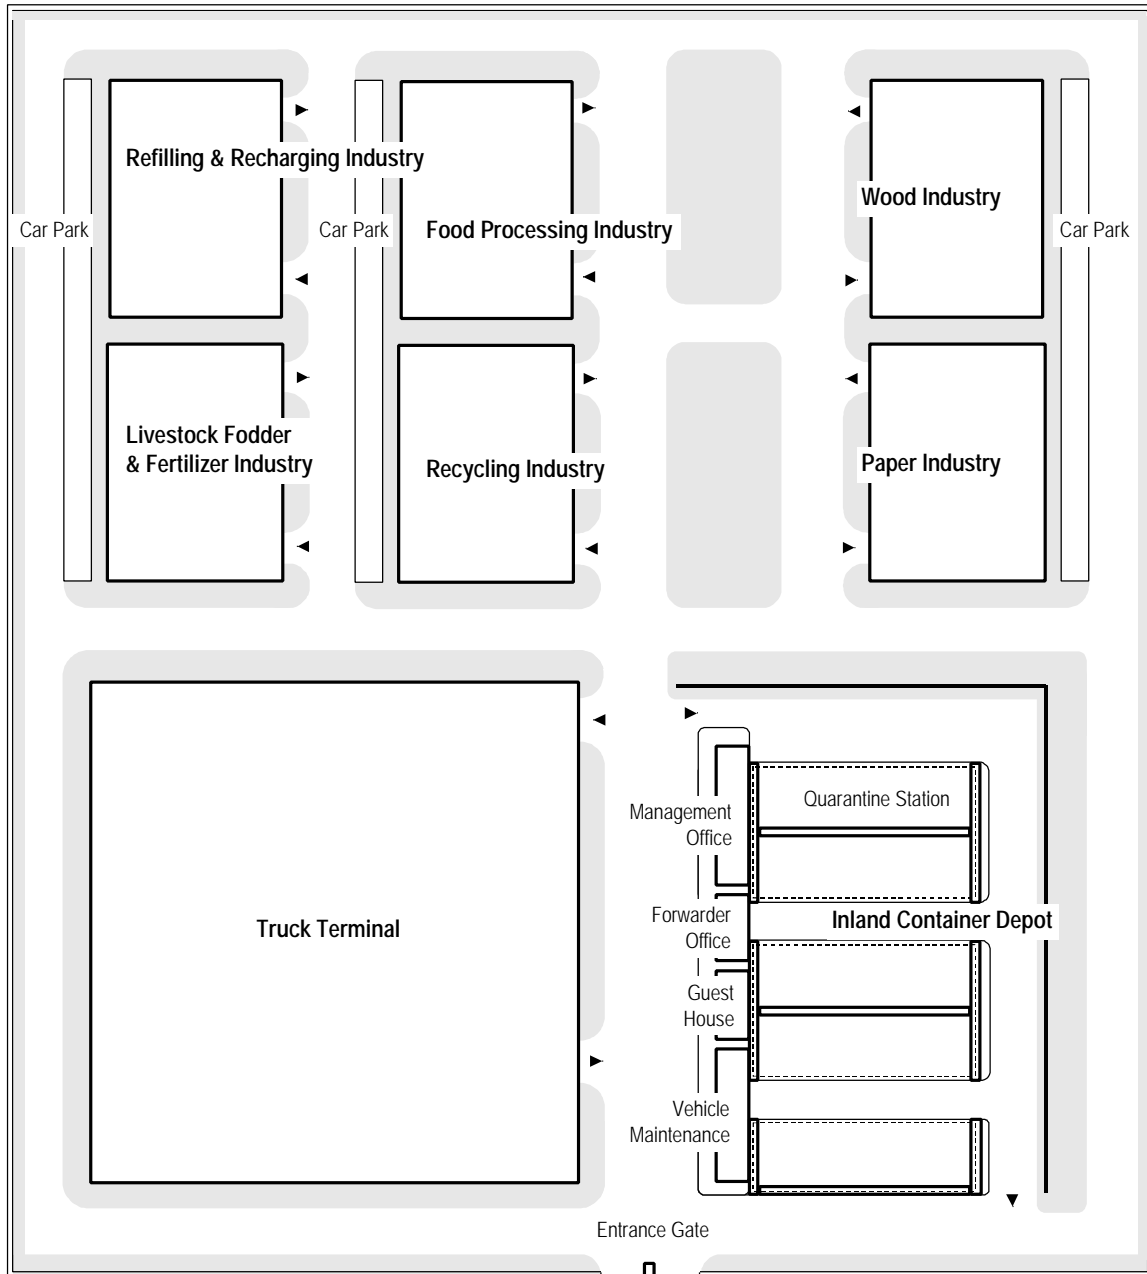 Refilling & Recharging Industry
Wood Industry
Car Park
Car Park
Food Processing Industry
Car Park
Livestock Fodder
& Fertilizer Industry
Recycling Industry
Paper Industry
Management
Office
Quarantine Station
Truck Terminal
Forwarder
Office
Inland Container Depot
Guest
House
Vehicle
Maintenance
Entrance Gate